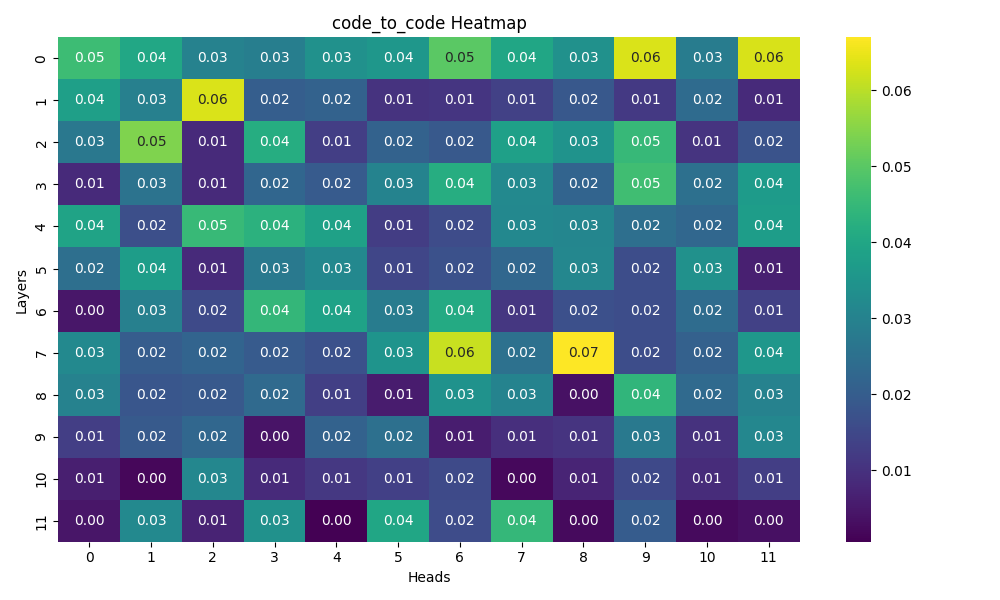 code_to_code Heatmap
0 0.05 0.04 0.03 0.03 0.03 0.04 0.05 0.04 0.03 0.06 0.03 0.06
1 0.04 0.03 0.06 0.02 0.02 0.01 0.01 0.01 0.02 0.01 0.02 0.01
2 0.03 0.05 0.01 0.04 0.01 0.02 0.02 0.04 0.03 0.05 0.01 0.02
3 0.01 0.03 0.01 0.02 0.02 0.03 0.04 0.03 0.02 0.05 0.02 0.04
4 0.04 0.02 0.05 0.04 0.04 0.01 0.02 0.03 0.03 0.02 0.02 0.04
5 0.02 0.04 0.01 0.03 0.03 0.01 0.02 0.02 0.03 0.02 0.03 0.01
6 0.00 0.03 0.02 0.04 0.04 0.03 0.04 0.01 0.02 0.02 0.02 0.01
7 0.03 0.02 0.02 0.02 0.02 0.03 0.06 0.02 0.07 0.02 0.02 0.04
8 0.03 0.02 0.02 0.02 0.01 0.01 0.03 0.03 0.00 0.04 0.02 0.03
9 0.01 0.02 0.02 0.00 0.02 0.02 0.01 0.01 0.01 0.03 0.01 0.03
10 0.01 0.00 0.03 0.01 0.01 0.01 0.02 0.00 0.01 0.02 0.01 0.01
11 0.00 0.03 0.01 0.03 0.00 0.04 0.02 0.04 0.00 0.02 0.00 0.00
0 1 2 3 4 5 6 7 8 9 10 11
Heads
Layers
0.06
0.05
0.04
0.03
0.02
0.01